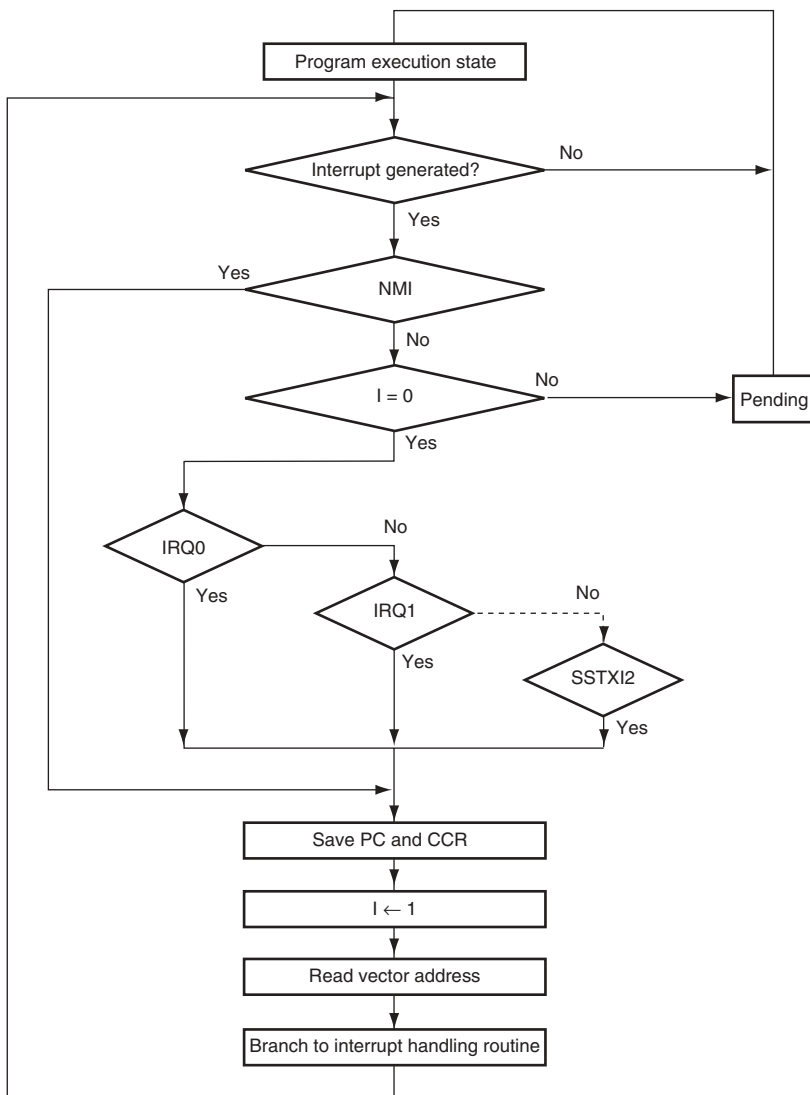 Program execution state
Interrupt generated?
No
Yes
Yes
NMI
No
I = 0
No
Pending
Yes
IRQ0
No
Yes
IRQ1
No
Yes
SSTXI2
Yes
Save PC and CCR
I ← 1
Read vector address
Branch to interrupt handling routine